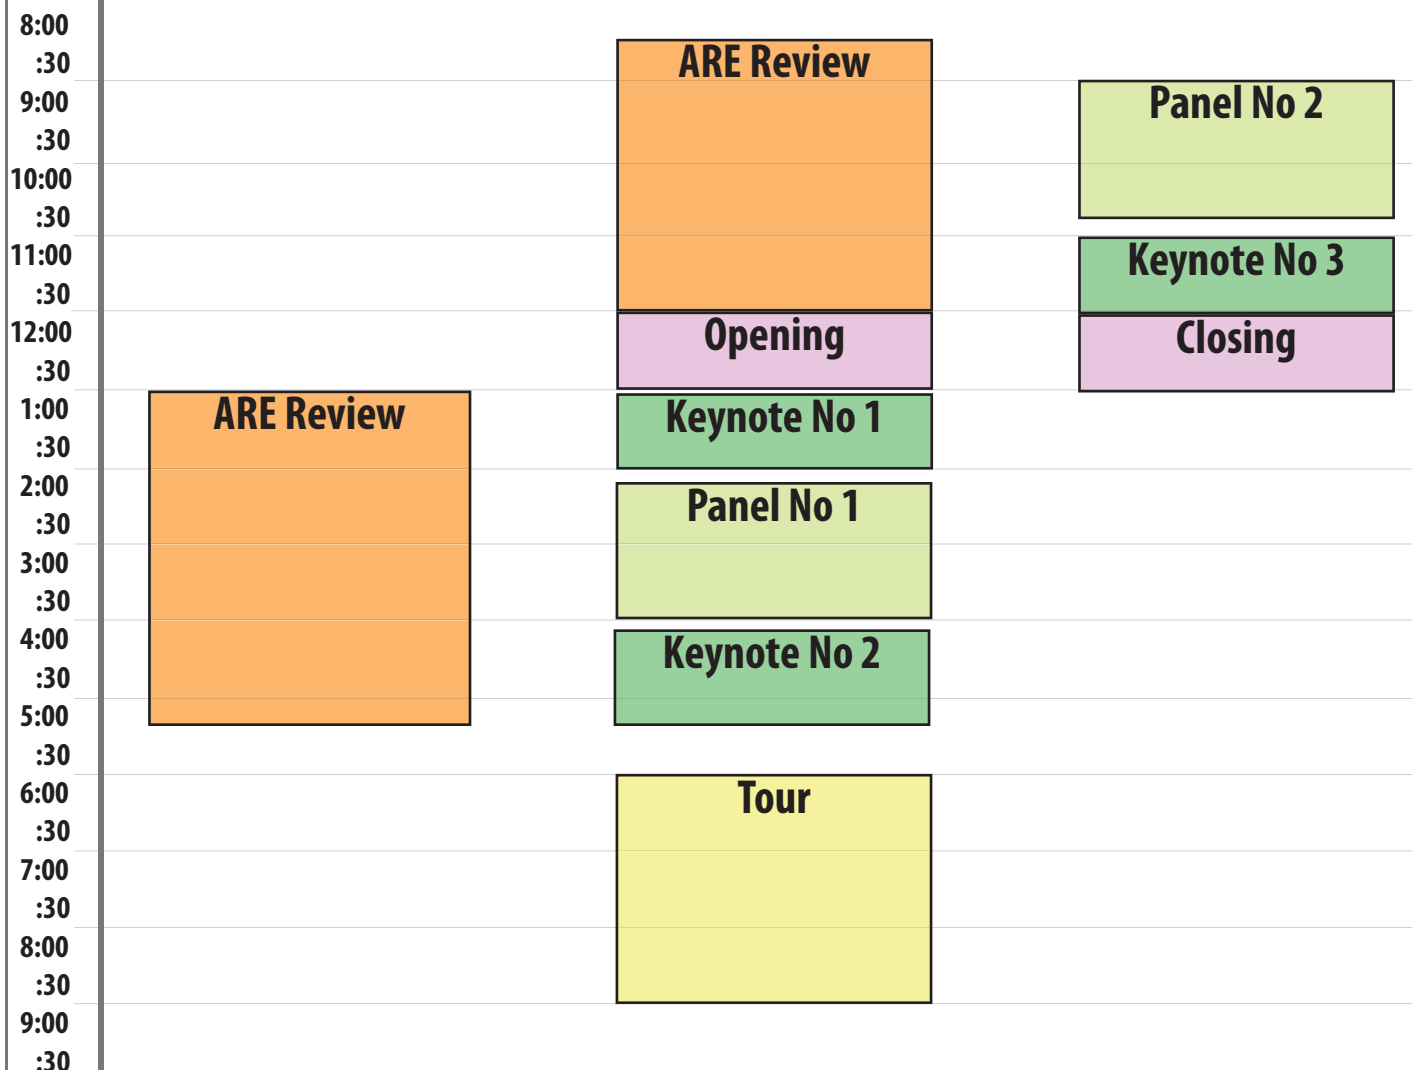 8:00
:30
9:00
:30
10:00
:30
11:00
:30
12:00
:30
1:00
:30
2:00
:30
3:00
:30
4:00
:30
5:00
:30
6:00
:30
7:00
:30
8:00
:30
9:00
:30
ARE Review
ARE Review
Opening
Keynote No 1
Panel No 1
Keynote No 2
Tour
Panel No 2
Keynote No 3
Closing